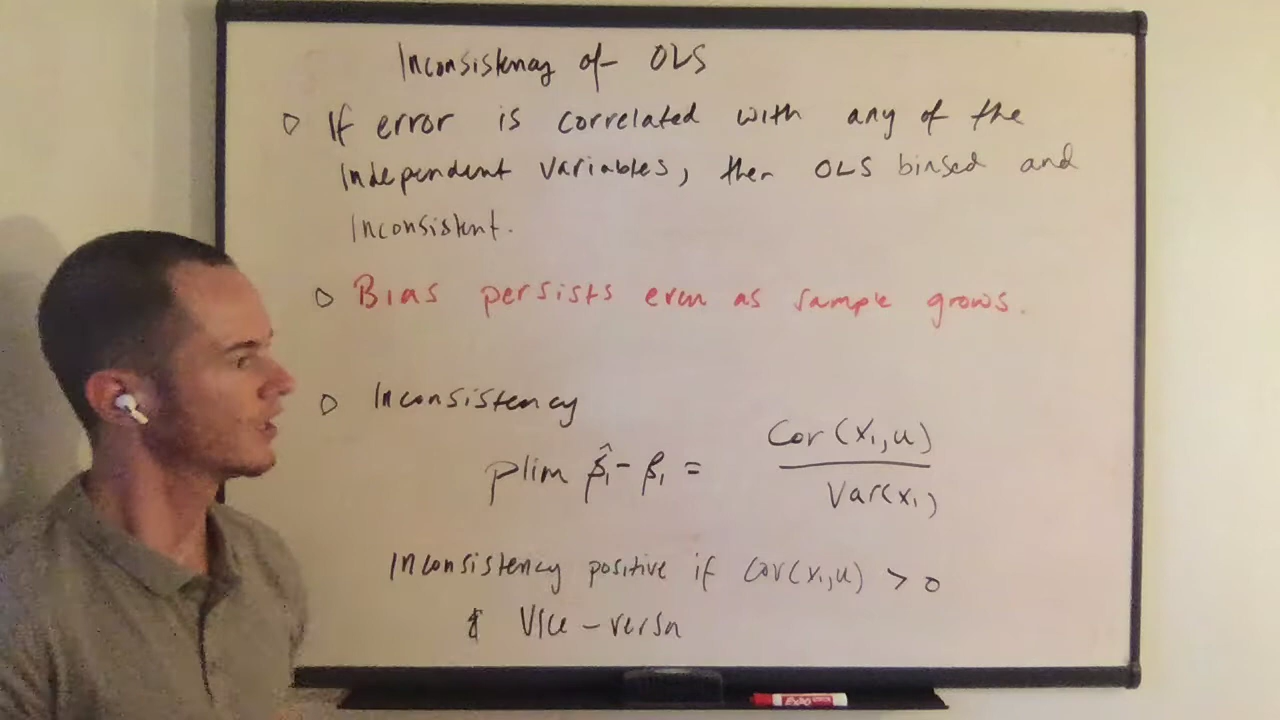 Inconsistency of OLS
If error is correlated with any of the
independent variables, then OLS biased and
inconsistent.
Bias persists even as sample grows.
Inconsistency
plim β̂₁ - β₁ = Cov(x₁,u) / Var(x₁)
Inconsistency positive if Cov(x₁,u) > 0
& Vice-versa
EXPO